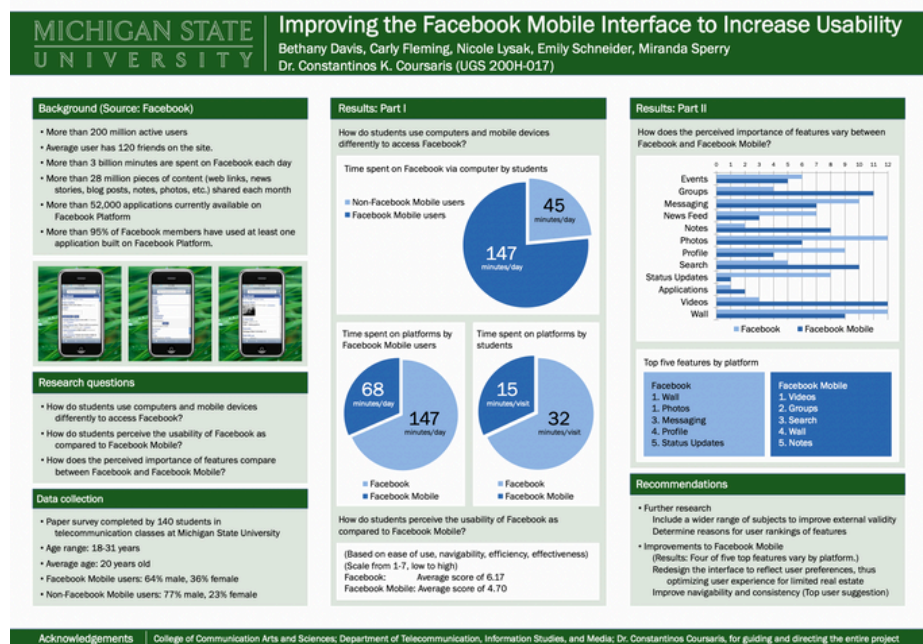 MICHIGAN STATE
UNIVERSITY
Improving the Facebook Mobile Interface to Increase Usability
Bethany Davis, Carly Fleming, Nicole Lysak, Emily Schneider, Miranda Sperry
Dr. Constantinos K. Coursaris (UGS 200H-017)
Background (Source: Facebook)
• More than 200 million active users
• Average user has 120 friends on the site.
• More than 3 billion minutes are spent on Facebook each day
• More than 28 million pieces of content (web links, news
stories, blog posts, notes, photos, etc.) shared each month
• More than 52,000 applications currently available on
Facebook Platform
• More than 95% of Facebook members have used at least one
application built on Facebook Platform.
Research questions
• How do students use computers and mobile devices
differently to access Facebook?
• How do students perceive the usability of Facebook as
compared to Facebook Mobile?
• How does the perceived importance of features compare
between Facebook and Facebook Mobile?
Data collection
• Paper survey completed by 140 students in
telecommunication classes at Michigan State University
• Age range: 18-31 years
• Average age: 20 years old
• Facebook Mobile users: 64% male, 36% female
• Non-Facebook Mobile users: 77% male, 23% female
Results: Part I
How do students use computers and mobile devices
differently to access Facebook?
Time spent on Facebook via computer by students
Non-Facebook Mobile users
Facebook Mobile users
45
minutes/day
147
minutes/day
Time spent on platforms by
Facebook Mobile users
68
minutes/day
147
minutes/day
Facebook
Facebook Mobile
Time spent on platforms by
students
15
minutes/visit
32
minutes/visit
Facebook
Facebook Mobile
How do students perceive the usability of Facebook as
compared to Facebook Mobile?
(Based on ease of use, navigability, efficiency, effectiveness)
(Scale from 1-7, low to high)
Facebook: Average score of 6.17
Facebook Mobile: Average score of 4.70
Results: Part II
How does the perceived importance of features vary between
Facebook and Facebook Mobile?
0 1 2 3 4 5 6 7 8 9 10 11 12
Events
Groups
Messaging
News Feed
Notes
Photos
Profile
Search
Status Updates
Applications
Videos
Wall
Facebook Facebook Mobile
Top five features by platform
Facebook
1. Wall
1. Photos
3. Messaging
4. Profile
5. Status Updates
Facebook Mobile
1. Videos
2. Groups
3. Search
4. Wall
5. Notes
Recommendations
• Further research
Include a wider range of subjects to improve external validity
Determine reasons for user rankings of features
• Improvements to Facebook Mobile
(Results: Four of five top features vary by platform.)
Redesign the interface to reflect user preferences, thus
optimizing user experience for limited real estate
Improve navigability and consistency (Top user suggestion)
Acknowledgements College of Communication Arts and Sciences; Department of Telecommunication, Information Studies, and Media; Dr. Constantinos Coursaris, for guiding and directing the entire project